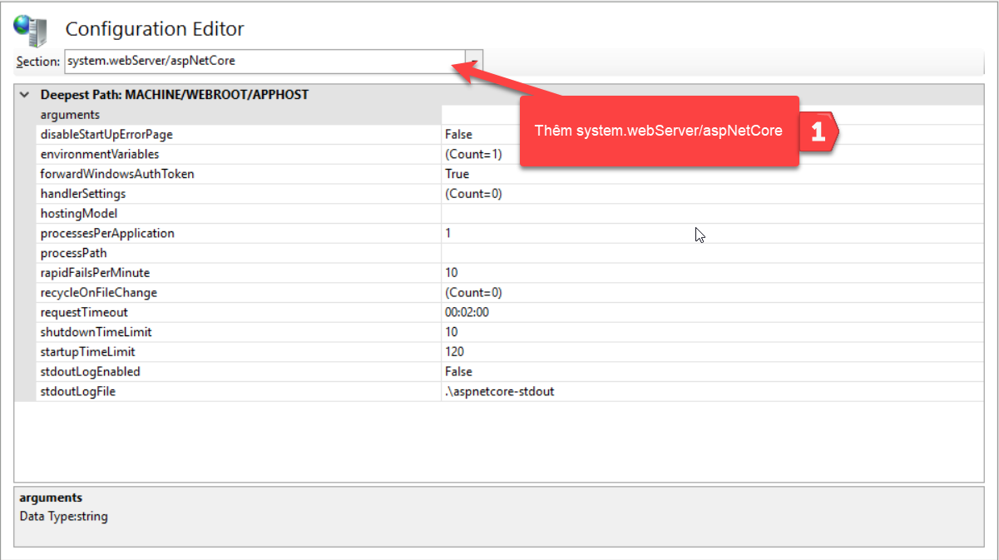 Configuration Editor
Section: system.webServer/aspNetCore
Deepest Path: MACHINE/WEBROOT/APPHOST
arguments
disableStartUpErrorPage False
environmentVariables (Count=1)
forwardWindowsAuthToken True
handlerSettings (Count=0)
hostingModel
processesPerApplication 1
processPath
rapidFailsPerMinute 10
recycleOnFileChange (Count=0)
requestTimeout 00:02:00
shutdownTimeLimit 10
startupTimeLimit 120
stdoutLogEnabled False
stdoutLogFile .\aspnetcore-stdout
Thêm system.webServer/aspNetCore 1
arguments
Data Type:string